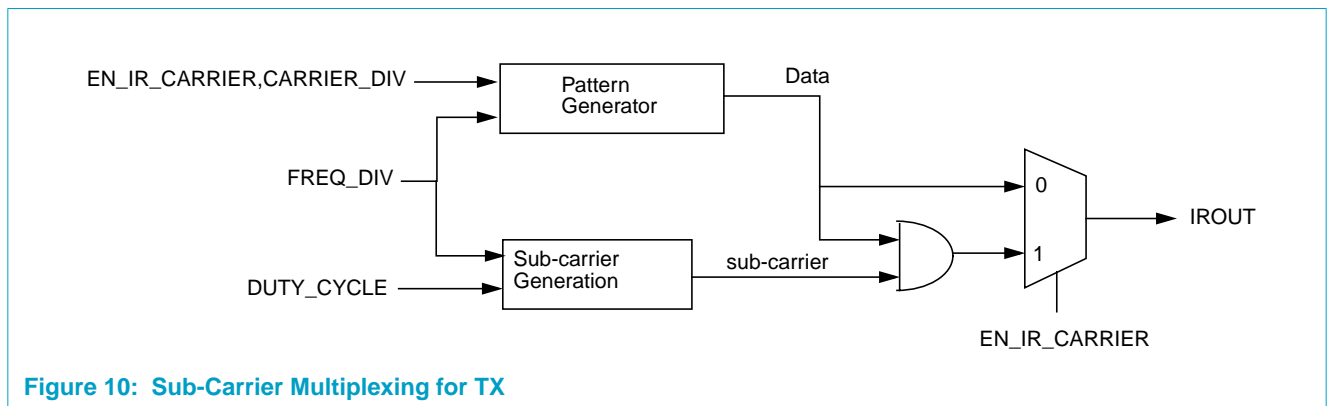 EN_IR_CARRIER,CARRIER_DIV
Pattern
Generator
Data
FREQ_DIV
0
IROUT
1
Sub-carrier
Generation
sub-carrier
DUTY_CYCLE
EN_IR_CARRIER
Figure 10: Sub-Carrier Multiplexing for TX